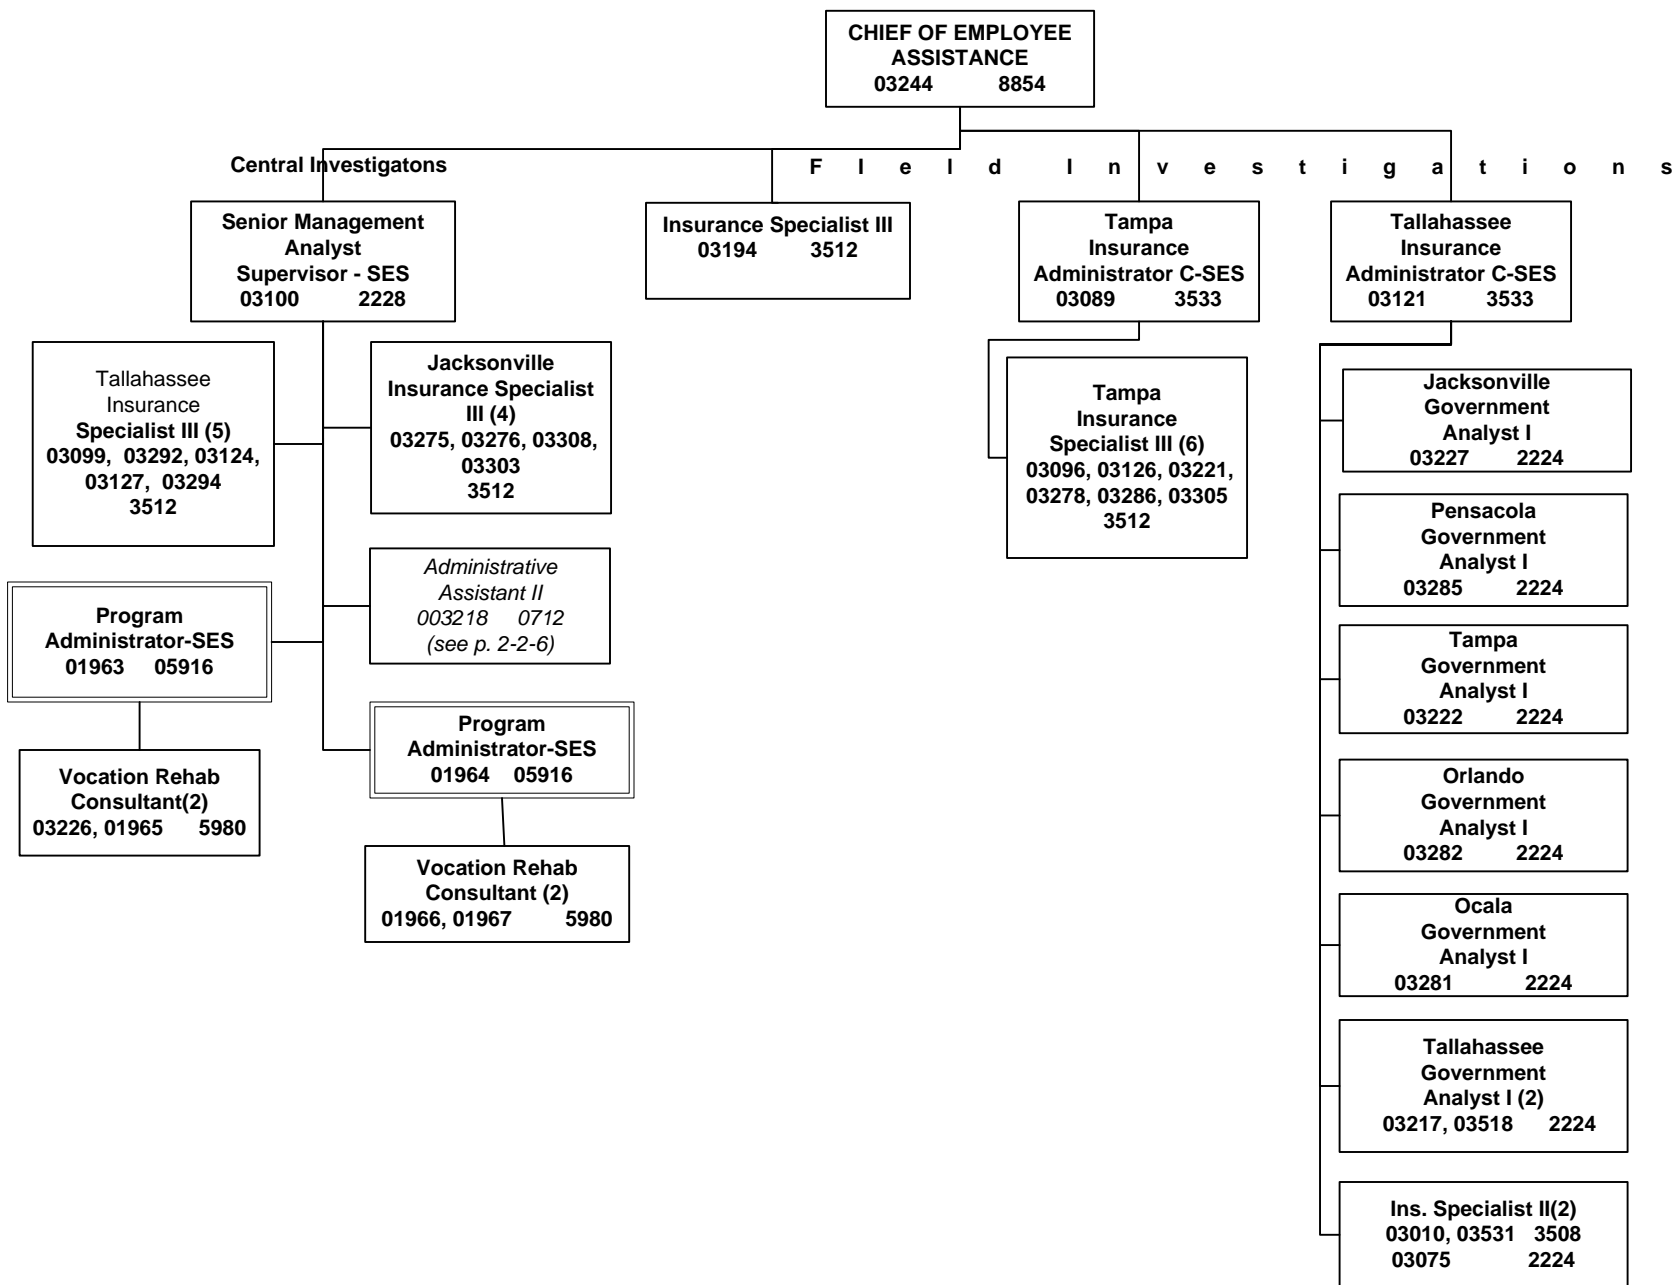 CHIEF OF EMPLOYEE
ASSISTANCE
03244 8854
Central Investigatons
F I e l d I n v e s t i g a t i o n s
Senior Management
Analyst
Supervisor - SES
03100 2228
Insurance Specialist III
03194 3512
Tampa
Insurance
Administrator C-SES
03089 3533
Tallahassee
Insurance
Administrator C-SES
03121 3533
Tallahassee
Insurance
Specialist III (5)
03099, 03292, 03124,
03127, 03294
3512
Jacksonville
Insurance Specialist
III (4)
03275, 03276, 03308,
03303
3512
Administrative
Assistant II
003218 0712
(see p. 2-2-6)
Program
Administrator-SES
01963 05916
Vocation Rehab
Consultant(2)
03226, 01965 5980
Program
Administrator-SES
01964 05916
Vocation Rehab
Consultant (2)
01966, 01967 5980
Tampa
Insurance
Specialist III (6)
03096, 03126, 03221,
03278, 03286, 03305
3512
Jacksonville
Government
Analyst I
03227 2224
Pensacola
Government
Analyst I
03285 2224
Tampa
Government
Analyst I
03222 2224
Orlando
Government
Analyst I
03282 2224
Ocala
Government
Analyst I
03281 2224
Tallahassee
Government
Analyst I (2)
03217, 03518 2224
Ins. Specialist II(2)
03010, 03531 3508
03075 2224